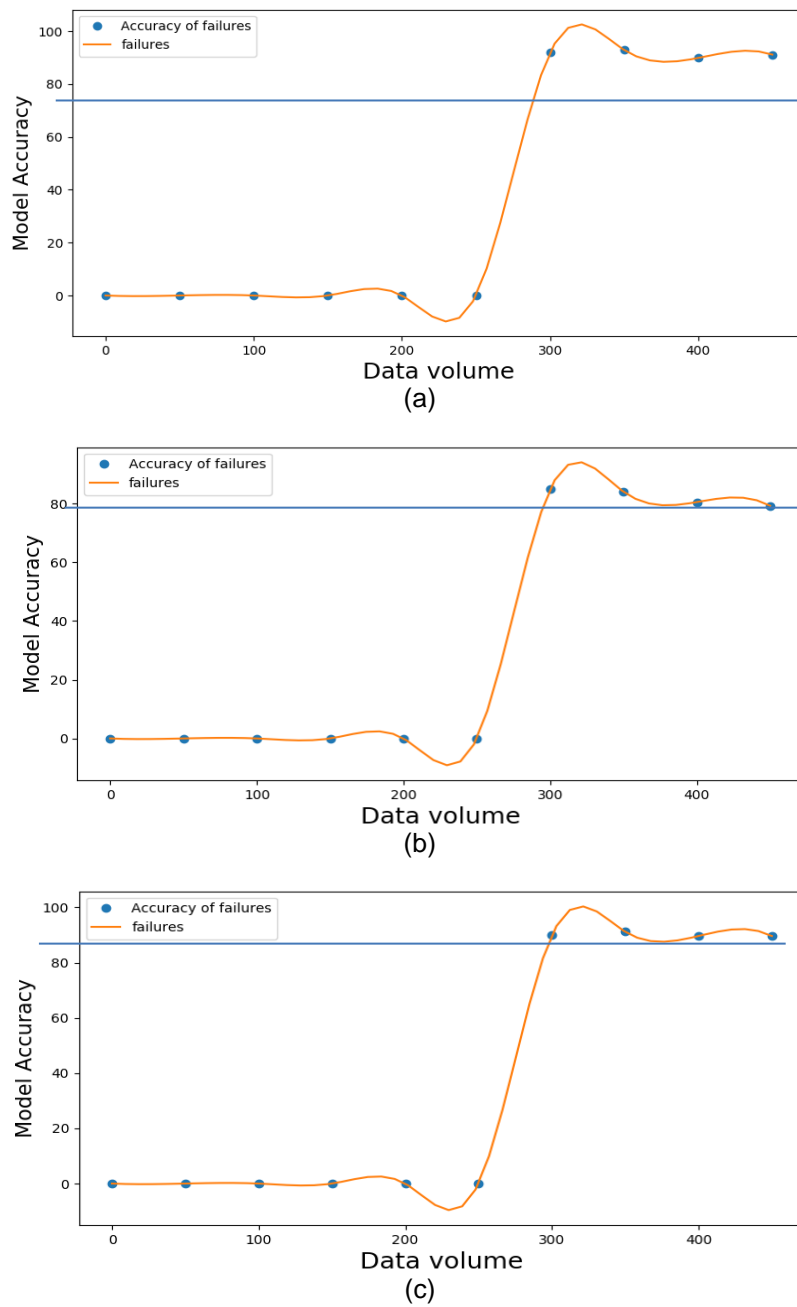 Accuracy of failures
failures
100
80
60
40
20
0
Model Accuracy
0 100 200 300 400
Data volume
(a)
Accuracy of failures
failures
80
60
40
20
0
Model Accuracy
0 100 200 300 400
Data volume
(b)
Accuracy of failures
failures
100
80
60
40
20
0
Model Accuracy
0 100 200 300 400
Data volume
(c)